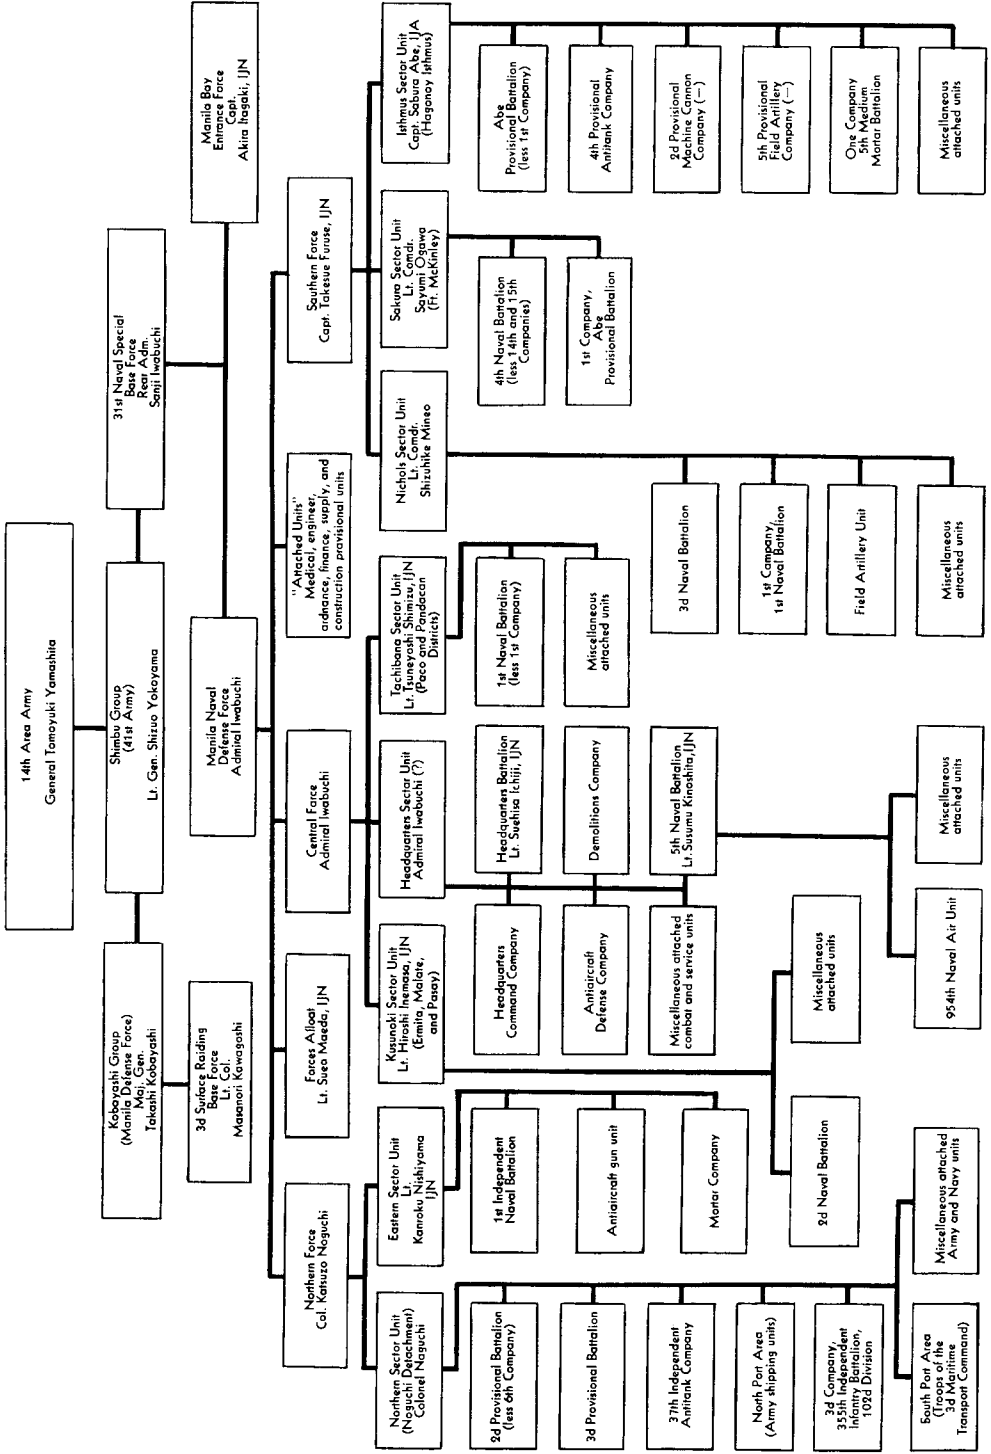 14th Area Army
General Tomoyuki Yamashita
Kobayashi Group
(Manila Defense Force)
Maj. Gen.
Takashi Kobayashi
Shimbu Group
(41st Army)
Lt. Gen. Shizuo Yokoyama
31st Naval Special
Base Force
Rear Adm.
Sanji Iwabuchi
3d Surface Raiding
Base Force
Lt. Col.
Masanori Kawagoshi
Manila Naval
Defense Force
Admiral Iwabuchi
Manila Bay
Entrance Force
Capt.
Akira Itagaki, IJN
Northern Force
Col. Katsuzo Noguchi
Forces Afloat
Lt. Sueo Maeda, IJN
Central Force
Admiral Iwabuchi
"Attached Units"
Medical, engineer,
ordnance, finance, supply, and
construction provisional units
Southern Force
Capt. Takesue Furuse, IJN
Northern Sector Unit
(Noguchi Detachment)
Colonel Noguchi
Eastern Sector Unit
Lt.
Kanroku Nishiyama
IJN
Kusunoki Sector Unit
Lt. Hiroshi Inemasa, IJN
(Ermita, Malate,
and Pasay)
Headquarters Sector Unit
Admiral Iwabuchi (?)
Tachibana Sector Unit
Lt. Tsuneyoshi Shimizu, IJN
(Paco and Pandacan
Districts)
Nichols Sector Unit
Lt. Comdr.
Shizuhike Mineo
Sakura Sector Unit
Lt. Comdr.
Sayumi Ogawa
(Ft. McKinley)
Isthmus Sector Unit
Capt. Sabura Abe, IJA
(Hagonoy Isthmus)
2d Provisional Battalion
(less 6th Company)
3d Provisional Battalion
37th Independent
Antitank Company
North Port Area
(Army shipping units)
3d Company,
355th Independent
Infantry Battalion,
102d Division
South Port Area
(Troops of the
3d Maritime
Transport Command)
Miscellaneous attached
Army and Navy units
1st Independent
Naval Battalion
Antiaircraft gun unit
Mortar Company
2d Naval Battalion
Miscellaneous
attached units
Headquarters
Command Company
Headquarters Battalion
Lt. Suehisa Ichiji, IJN
Antiaircraft
Defense Company
Demolitions Company
Miscellaneous attached
combat and service units
5th Naval Battalion
Lt. Susumu Kinoshita, IJN
954th Naval Air Unit
Miscellaneous
attached units
1st Naval Battalion
(less 1st Company)
Miscellaneous
attached units
3d Naval Battalion
1st Company,
1st Naval Battalion
Field Artillery Unit
Miscellaneous
attached units
4th Naval Battalion
(less 14th and 15th
Companies)
1st Company,
Abe
Provisional Battalion
Abe
Provisional Battalion
(less 1st Company)
4th Provisional
Antitank Company
2d Provisional
Machine Cannon
Company (—)
5th Provisional
Field Artillery
Company (—)
One Company
5th Medium
Mortar Battalion
Miscellaneous
attached units